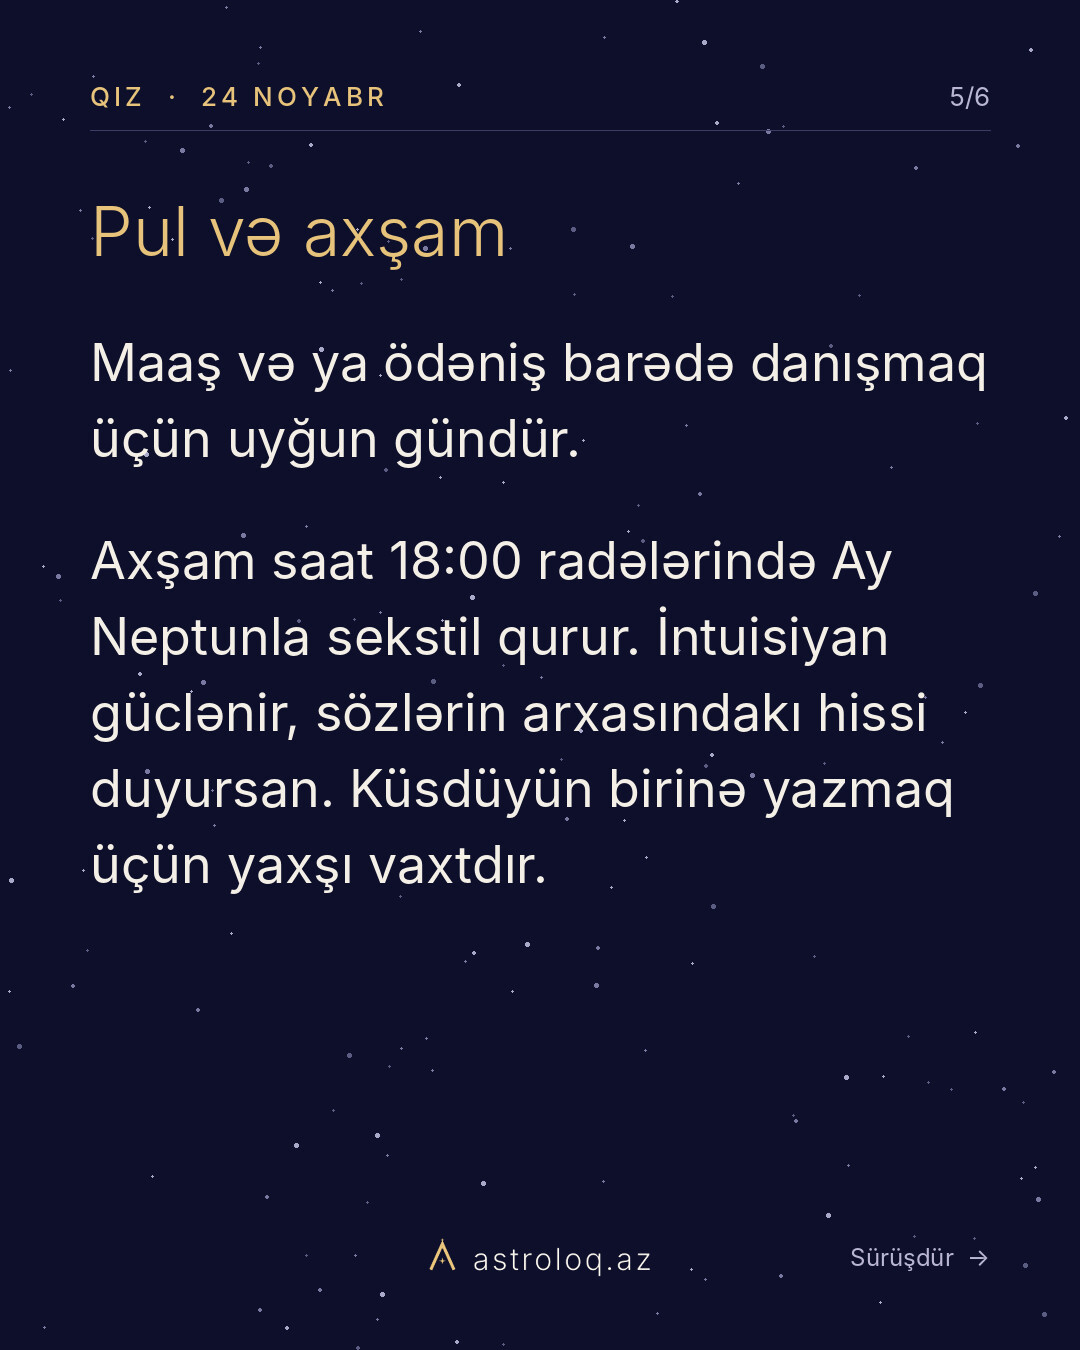 QIZ · 24 NOYABR
5/6
Pul və axşam
Maaş və ya ödəniş barədə danışmaq
üçün uyğun gündür.
Axşam saat 18:00 radələrində Ay
Neptunla sekstil qurur. İntuisiyan
güclənir, sözlərin arxasındakı hissi
duyursan. Küsdüyün birinə yazmaq
üçün yaxşı vaxtdır.
astroloq.az
Sürüşdür →